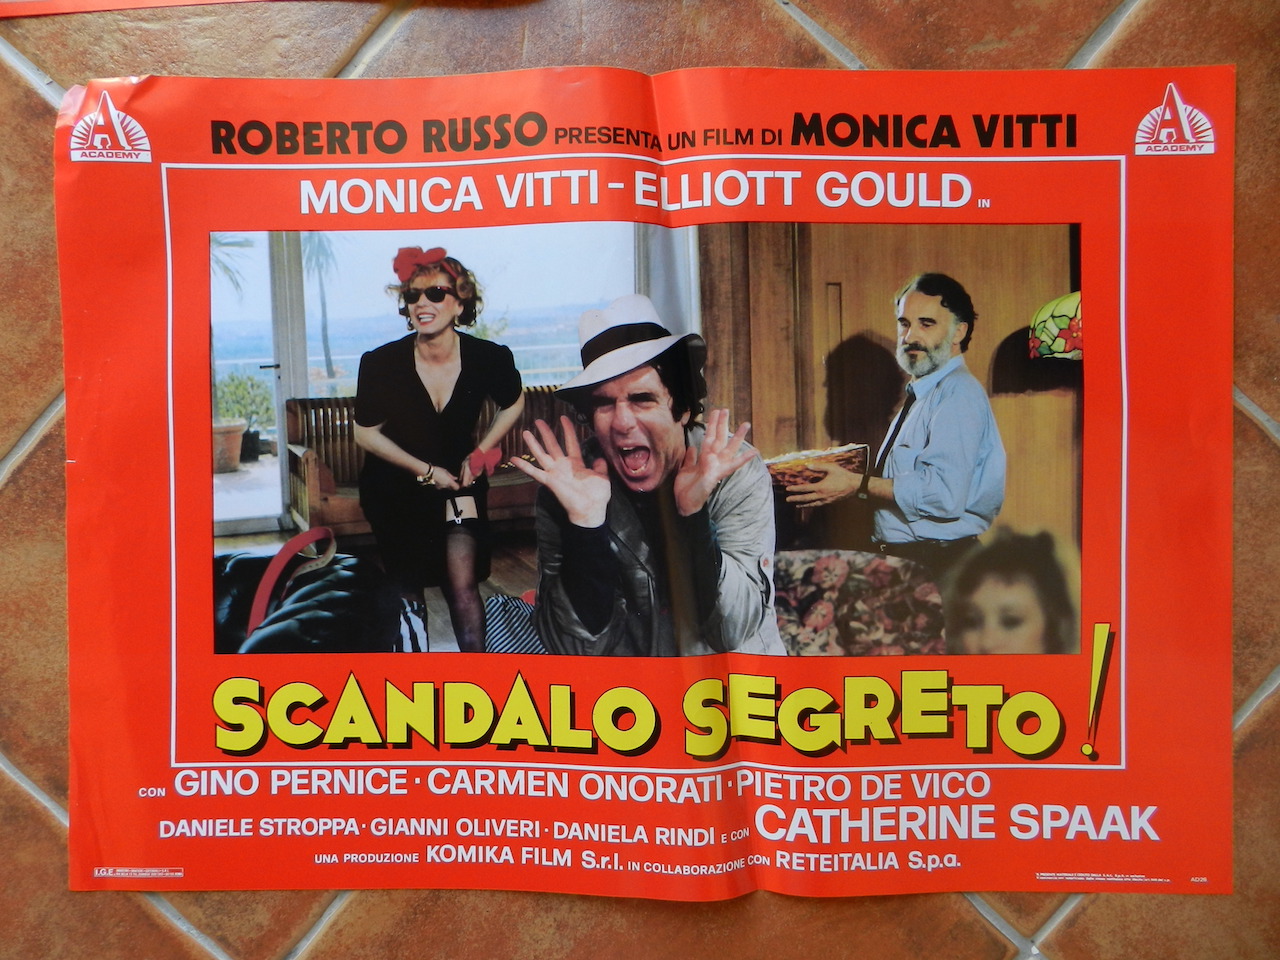 ACADEMY
ACADEMY
ROBERTO RUSSO PRESENTA UN FILM DI MONICA VITTI
MONICA VITTI - ELLIOTT GOULD IN
SCANDALO SEGRETO!
CON GINO PERNICE · CARMEN ONORATI · PIETRO DE VICO
DANIELE STROPPA · GIANNI OLIVERI · DANIELA RINDI E CON CATHERINE SPAAK
UNA PRODUZIONE KOMIKA FILM S.r.l. IN COLLABORAZIONE CON RETEITALIA S.p.a.
I.G.E